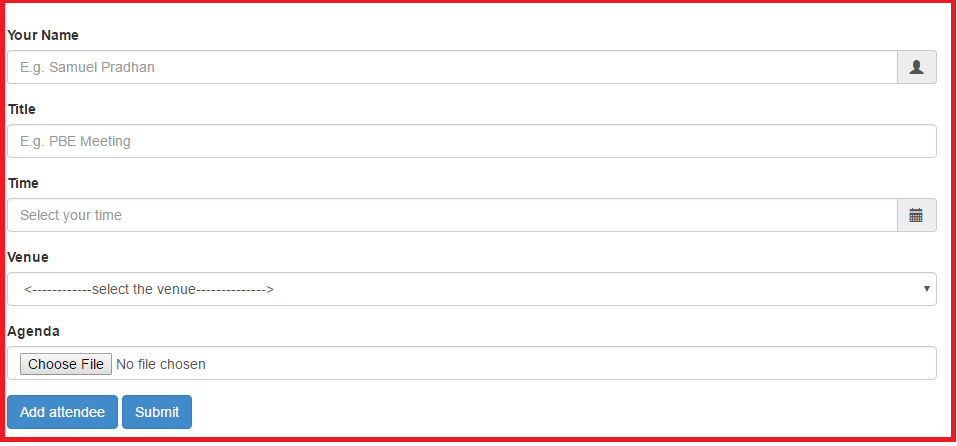 Your Name
E.g. Samuel Pradhan
Title
E.g. PBE Meeting
Time
Select your time
Venue
<------------select the venue-------------->
Agenda
Choose File No file chosen
Add attendee Submit